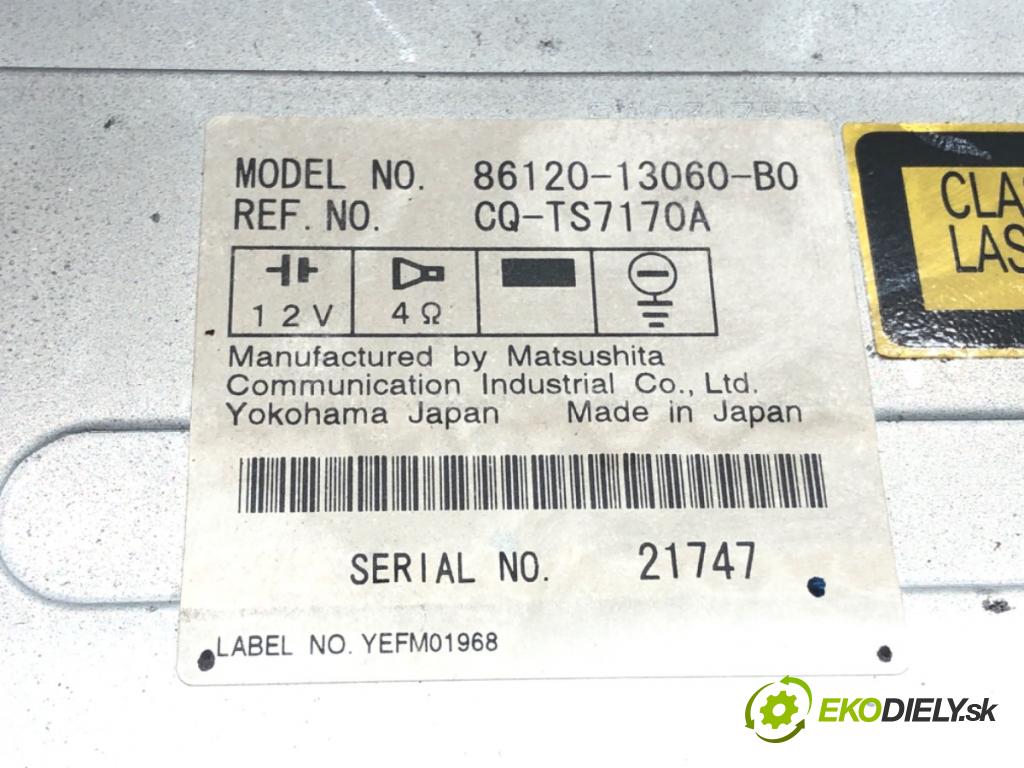 MODEL NO. 86120-13060-B0
REF. NO. CQ-TS7170A
12V 4Ω
Manufactured by Matsushita
Communication Industrial Co., Ltd.
Yokohama Japan Made in Japan
SERIAL NO. 21747
LABEL NO. YEFM01968
CLA
LAS
EKODIELY.sk